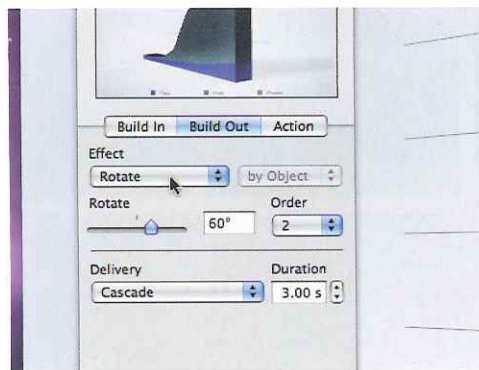 Build In Build Out Action
Effect
Rotate by Object
Rotate Order
60° 2
Delivery Duration
Cascade 3.00 s